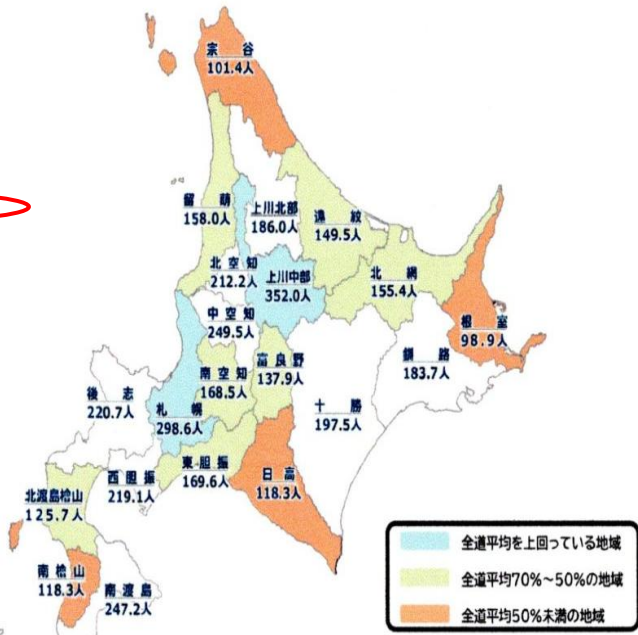 宗谷
101.4人
留萌
158.0人
上川北部
186.0人
遠紋
149.5人
北空知
212.2人
上川中部
352.0人
北網
155.4人
中空知
249.5人
根室
98.9人
釧路
183.7人
南空知
168.5人
富良野
137.9人
後志
220.7人
札幌
298.6人
十勝
197.5人
東胆振
169.6人
日高
118.3人
西胆振
219.1人
北渡島檜山
125.7人
南檜山
118.3人
南渡島
247.2人
全道平均を上回っている地域
全道平均70%~50%の地域
全道平均50%未満の地域